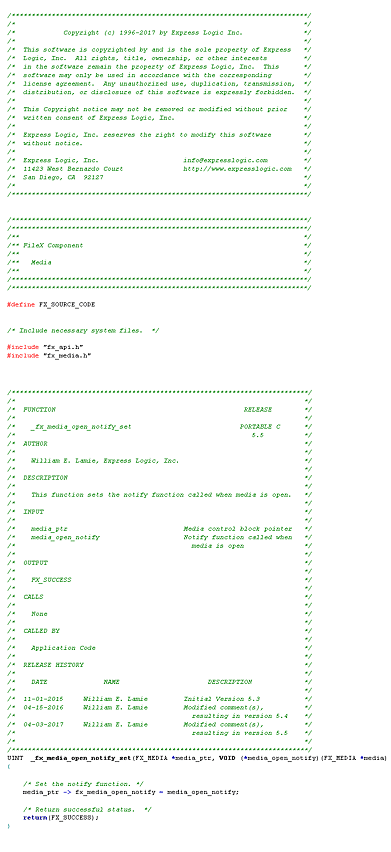 /**************************************************************************/
/*                                                                        */
/*            Copyright (c) 1996-2017 by Express Logic Inc.               */
/*                                                                        */
/*  This software is copyrighted by and is the sole property of Express   */
/*  Logic, Inc.  All rights, title, ownership, or other interests         */
/*  in the software remain the property of Express Logic, Inc.  This      */
/*  software may only be used in accordance with the corresponding        */
/*  license agreement.  Any unauthorized use, duplication, transmission,  */
/*  distribution, or disclosure of this software is expressly forbidden.  */
/*                                                                        */
/*  This Copyright notice may not be removed or modified without prior    */
/*  written consent of Express Logic, Inc.                                */
/*                                                                        */
/*  Express Logic, Inc. reserves the right to modify this software        */
/*  without notice.                                                       */
/*                                                                        */
/*  Express Logic, Inc.                     info@expresslogic.com         */
/*  11423 West Bernardo Court               http://www.expresslogic.com   */
/*  San Diego, CA  92127                                                  */
/*                                                                        */
/**************************************************************************/
/**************************************************************************/
/**************************************************************************/
/**                                                                       */
/** FileX Component                                                       */
/**                                                                       */
/**   Media                                                               */
/**                                                                       */
/**************************************************************************/
/**************************************************************************/
#define FX_SOURCE_CODE
/* Include necessary system files.  */
#include "fx_api.h"
#include "fx_media.h"
/**************************************************************************/
/*                                                                        */
/*  FUNCTION                                               RELEASE        */
/*                                                                        */
/*    _fx_media_open_notify_set                           PORTABLE C      */
/*                                                           5.5          */
/*  AUTHOR                                                                */
/*                                                                        */
/*    William E. Lamie, Express Logic, Inc.                               */
/*                                                                        */
/*  DESCRIPTION                                                           */
/*                                                                        */
/*    This function sets the notify function called when media is open.   */
/*                                                                        */
/*  INPUT                                                                 */
/*                                                                        */
/*    media_ptr                             Media control block pointer   */
/*    media_open_notify                     Notify function called when   */
/*                                            media is open               */
/*                                                                        */
/*  OUTPUT                                                                */
/*                                                                        */
/*    FX_SUCCESS                                                          */
/*                                                                        */
/*  CALLS                                                                 */
/*                                                                        */
/*    None                                                                */
/*                                                                        */
/*  CALLED BY                                                             */
/*                                                                        */
/*    Application Code                                                    */
/*                                                                        */
/*  RELEASE HISTORY                                                       */
/*                                                                        */
/*    DATE              NAME                      DESCRIPTION             */
/*                                                                        */
/*  11-01-2015     William E. Lamie         Initial Version 5.3           */
/*  04-15-2016     William E. Lamie         Modified comment(s),          */
/*                                            resulting in version 5.4    */
/*  04-03-2017     William E. Lamie         Modified comment(s),          */
/*                                            resulting in version 5.5    */
/*                                                                        */
/**************************************************************************/
UINT  _fx_media_open_notify_set(FX_MEDIA *media_ptr, VOID (*media_open_notify)(FX_MEDIA *media)
{
    /* Set the notify function. */
    media_ptr -> fx_media_open_notify = media_open_notify;
    /* Return successful status.  */
    return(FX_SUCCESS);
}